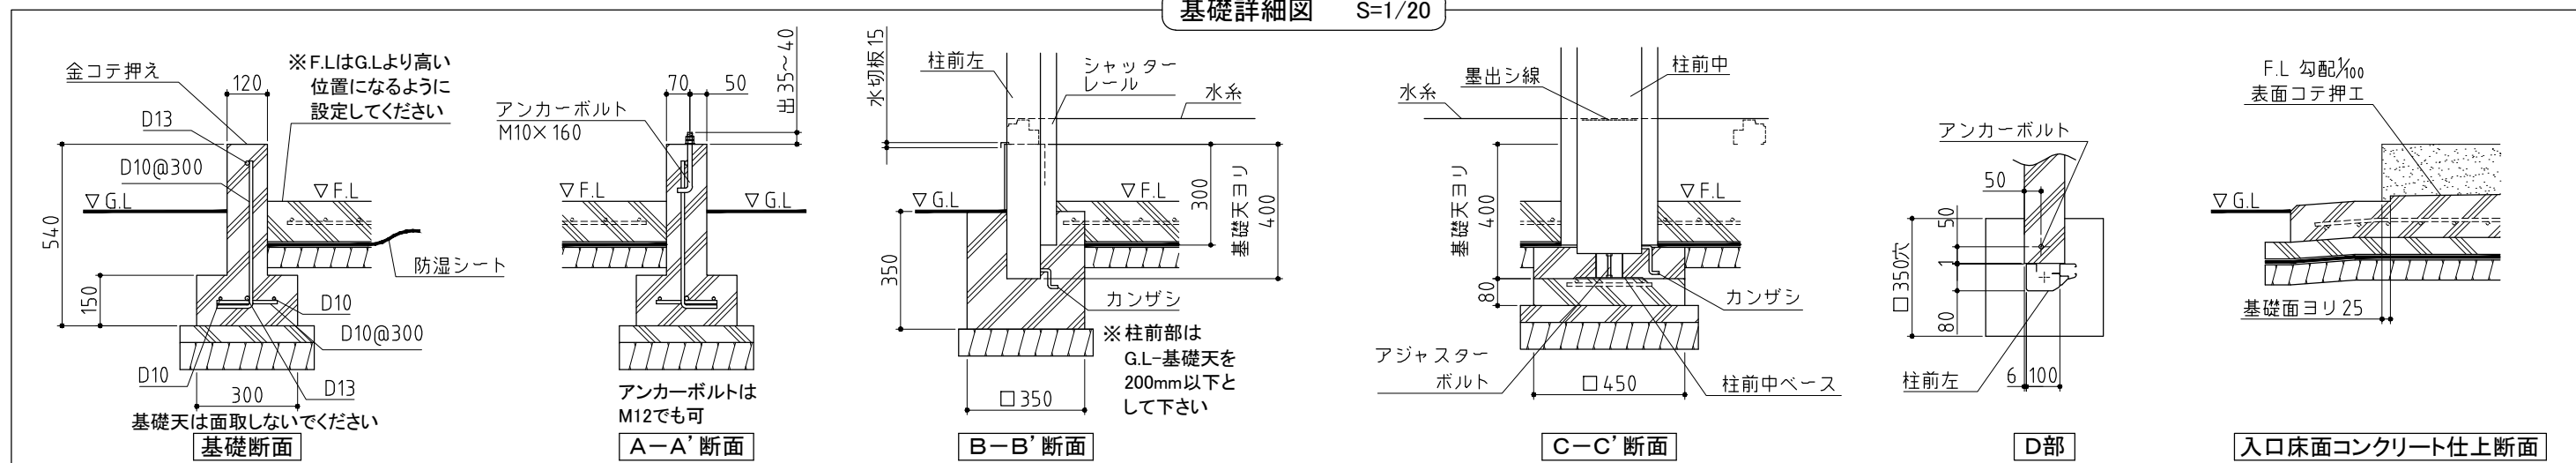 基礎詳細図 S=1/20
金コテ押え
120
※F.LはG.Lより高い
位置になるように
設定してください
D13
D10@300
▽G.L
▽F.L
540
150
防湿シート
D10
D10@300
D10
D13
300
基礎天は面取しないでください
基礎断面
70
50
出35~40
アンカーボルト
M10×160
▽F.L
▽G.L
アンカーボルトは
M12でも可
A-A'断面
水切板15
柱前左
シャッター
レール
水糸
▽G.L
▽F.L
300
400
基礎天ヨリ
350
カンザシ
※柱前部は
G.L-基礎天を
200mm以下と
して下さい
□350
B-B'断面
水糸
墨出シ線
柱前中
基礎天ヨリ
400
80
▽F.L
カンザシ
アジャスター
ボルト
□450
柱前中ベース
C-C'断面
アンカーボルト
50
50
1
80
□350穴
柱前左
6
100
D部
F.L 勾配1/100
表面コテ押エ
▽G.L
基礎面ヨリ25
入口床面コンクリート仕上断面